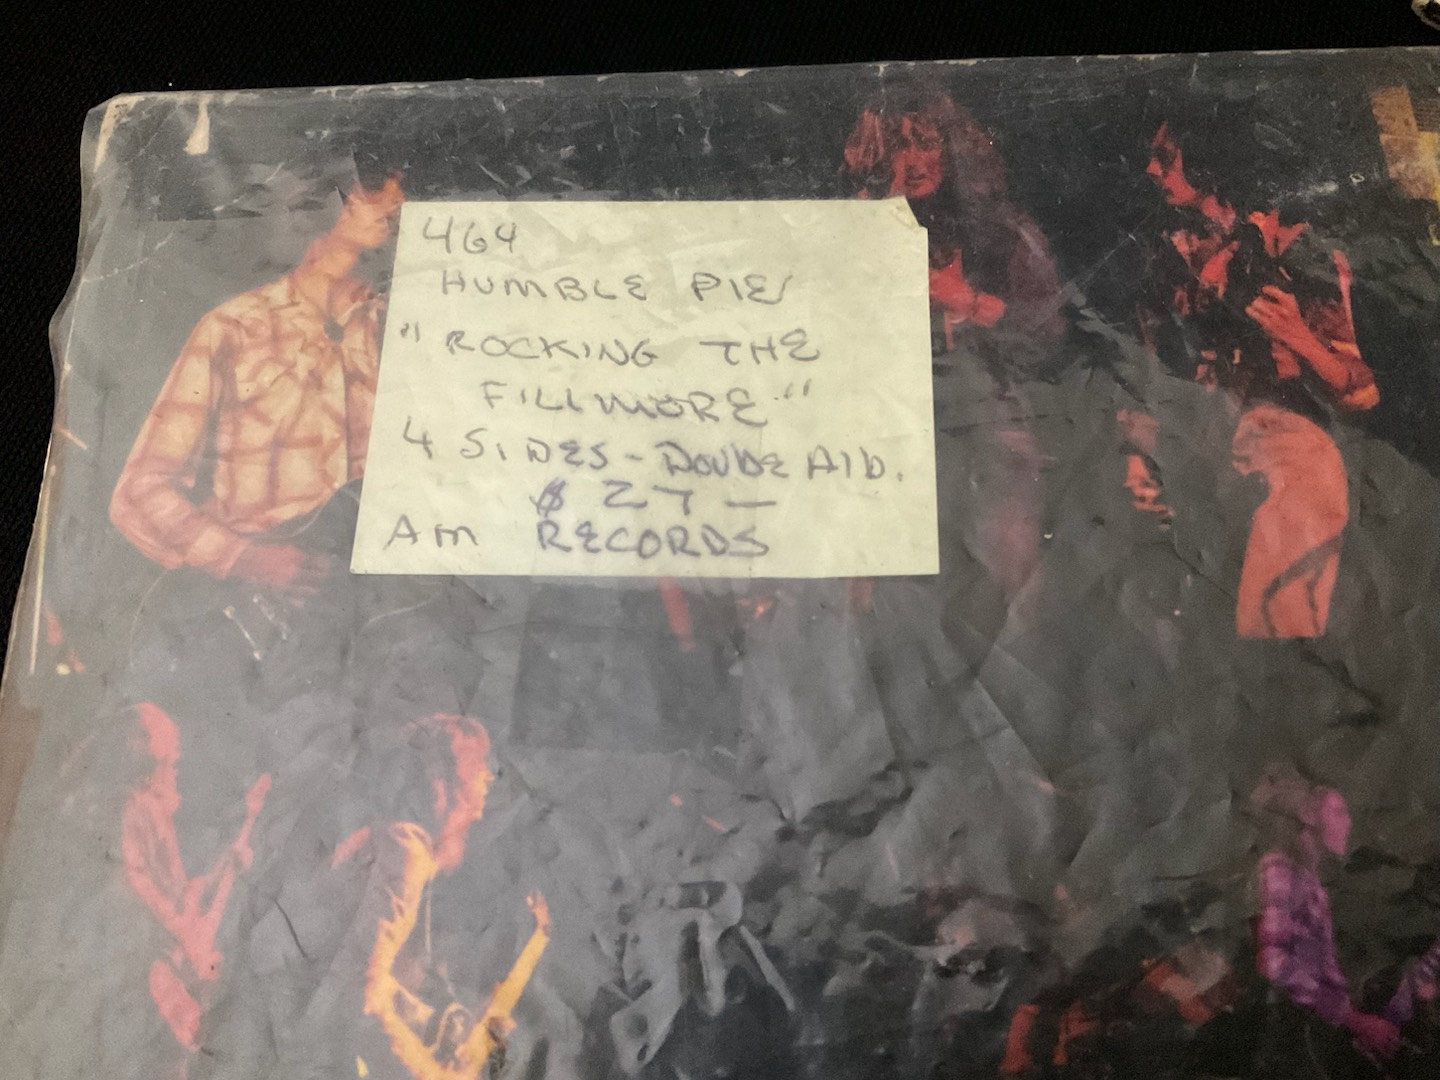 464
HUMBLE PIE
"ROCKING THE
FILLMORE"
4 SIDES - DOUBLE Alb.
$ 27 —
Am RECORDS